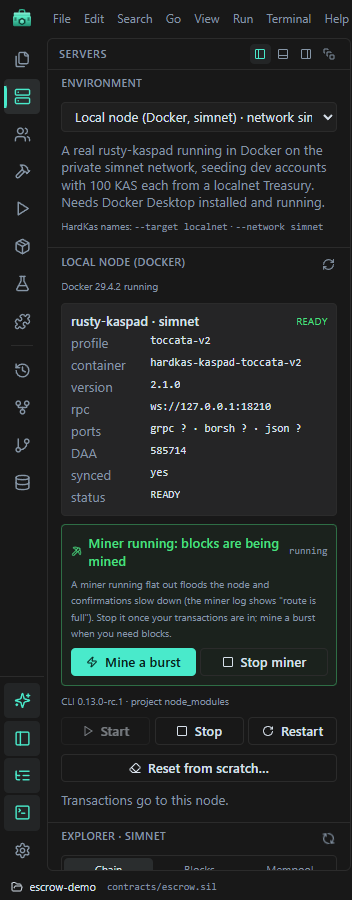 File Edit Search Go View Run Terminal Help
SERVERS
ENVIRONMENT
Local node (Docker, simnet) · network sim
A real rusty-kaspad running in Docker on the
private simnet network, seeding dev accounts
with 100 KAS each from a localnet Treasury.
Needs Docker Desktop installed and running.
HardKas names: --target localnet · --network simnet
LOCAL NODE (DOCKER)
Docker 29.4.2 running
rusty-kaspad · simnet READY
profile toccata-v2
container hardkas-kaspad-toccata-v2
version 2.1.0
rpc ws://127.0.0.1:18210
ports grpc ? · borsh ? · json ?
DAA 585714
synced yes
status READY
Miner running: blocks are being running
mined
A miner running flat out floods the node and
confirmations slow down (the miner log shows "route is
full"). Stop it once your transactions are in; mine a burst
when you need blocks.
Mine a burst Stop miner
CLI 0.13.0-rc.1 · project node_modules
Start Stop Restart
Reset from scratch...
Transactions go to this node.
EXPLORER · SIMNET
Chain Blocks Mempool
escrow-demo contracts/escrow.sil